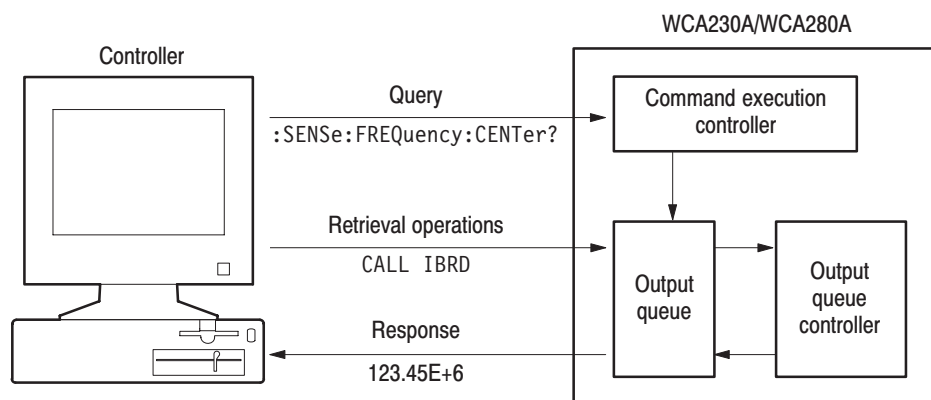 WCA230A/WCA280A
Controller
Query
:SENSe:FREQuency:CENTer?
Command execution
controller
Retrieval operations
CALL IBRD
Output
queue
Output
queue
controller
Response
123.45E+6